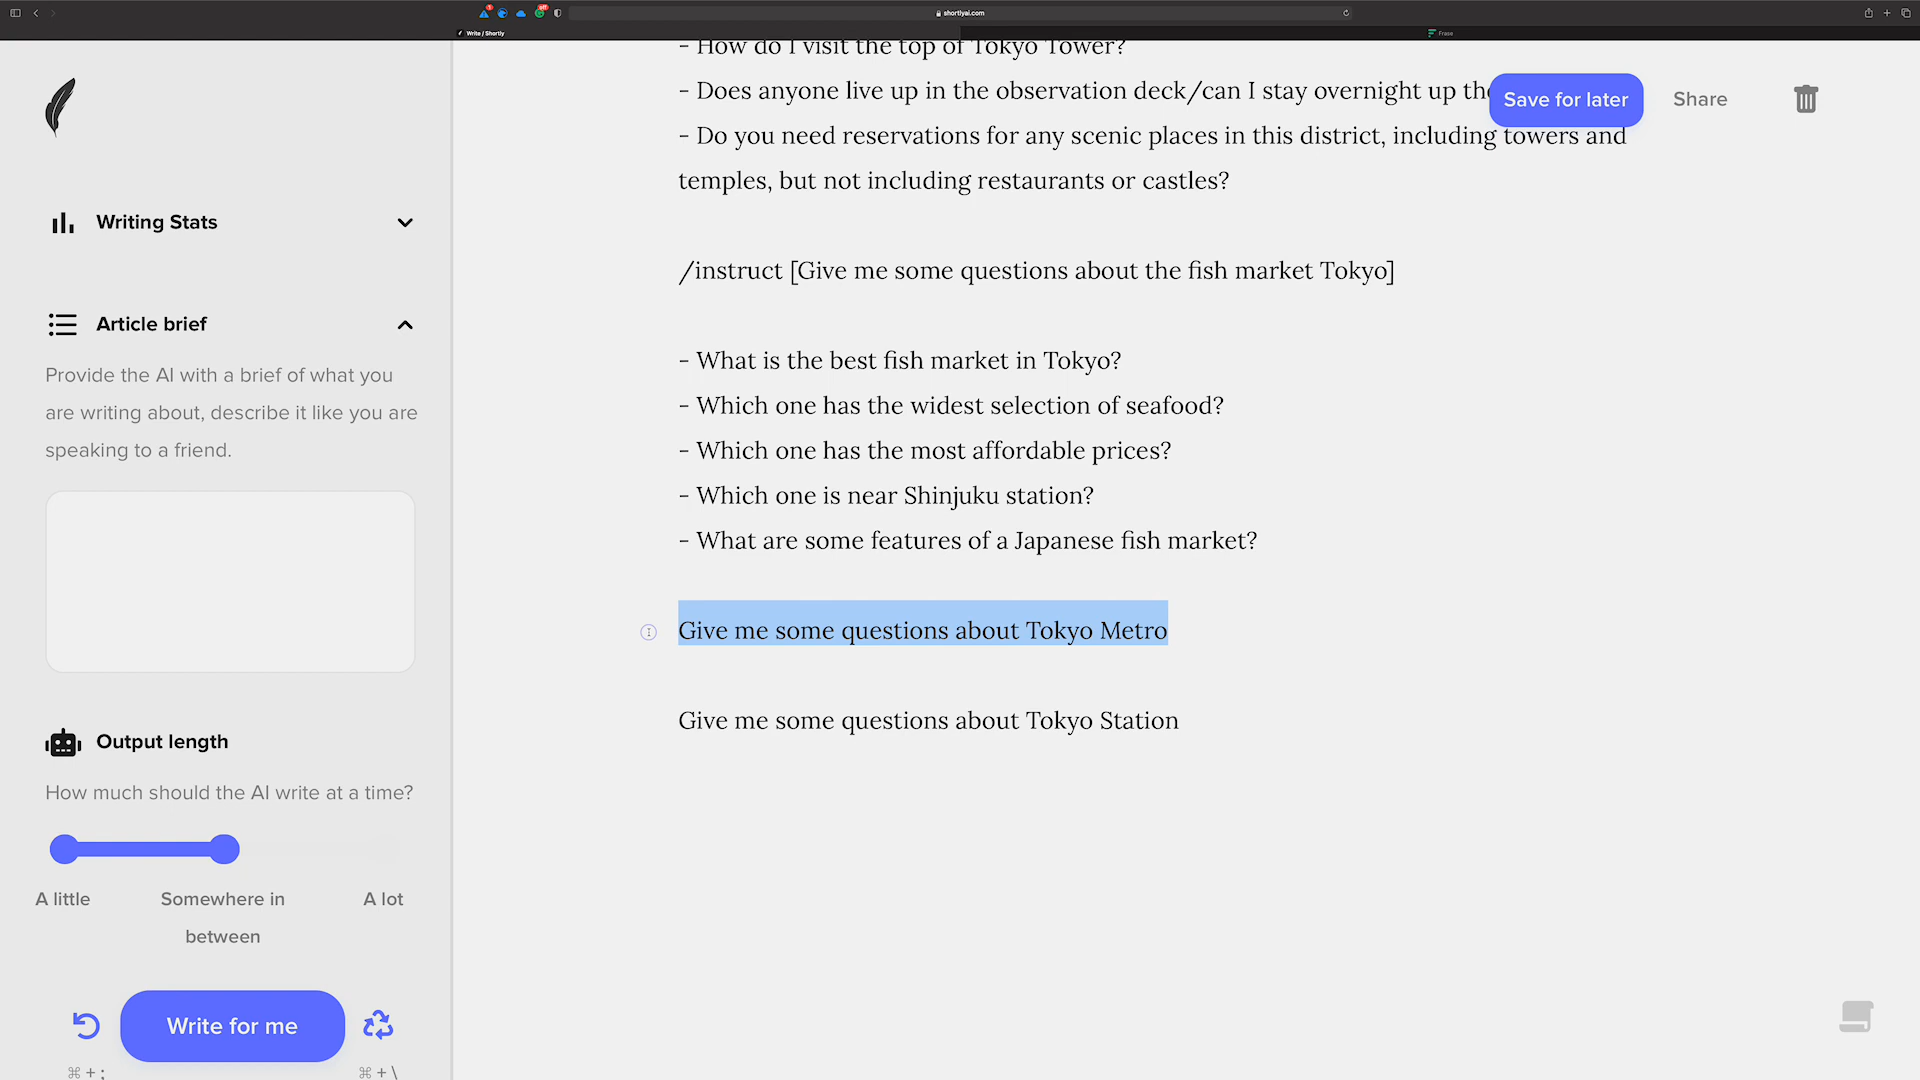 shortlyai.com
Write / Shortly
Frase
- How do I visit the top of Tokyo Tower?
- Does anyone live up in the observation deck/can I stay overnight up
- Do you need reservations for any scenic places in this district, including towers and
temples, but not including restaurants or castles?
/instruct [Give me some questions about the fish market Tokyo]
- What is the best fish market in Tokyo?
- Which one has the widest selection of seafood?
- Which one has the most affordable prices?
- Which one is near Shinjuku station?
- What are some features of a Japanese fish market?
Give me some questions about Tokyo Metro
Give me some questions about Tokyo Station
Save for later
Share
Writing Stats
Article brief
Provide the AI with a brief of what you
are writing about, describe it like you are
speaking to a friend.
Output length
How much should the AI write at a time?
A little
Somewhere in
between
A lot
Write for me
⌘ + ;
⌘ + \